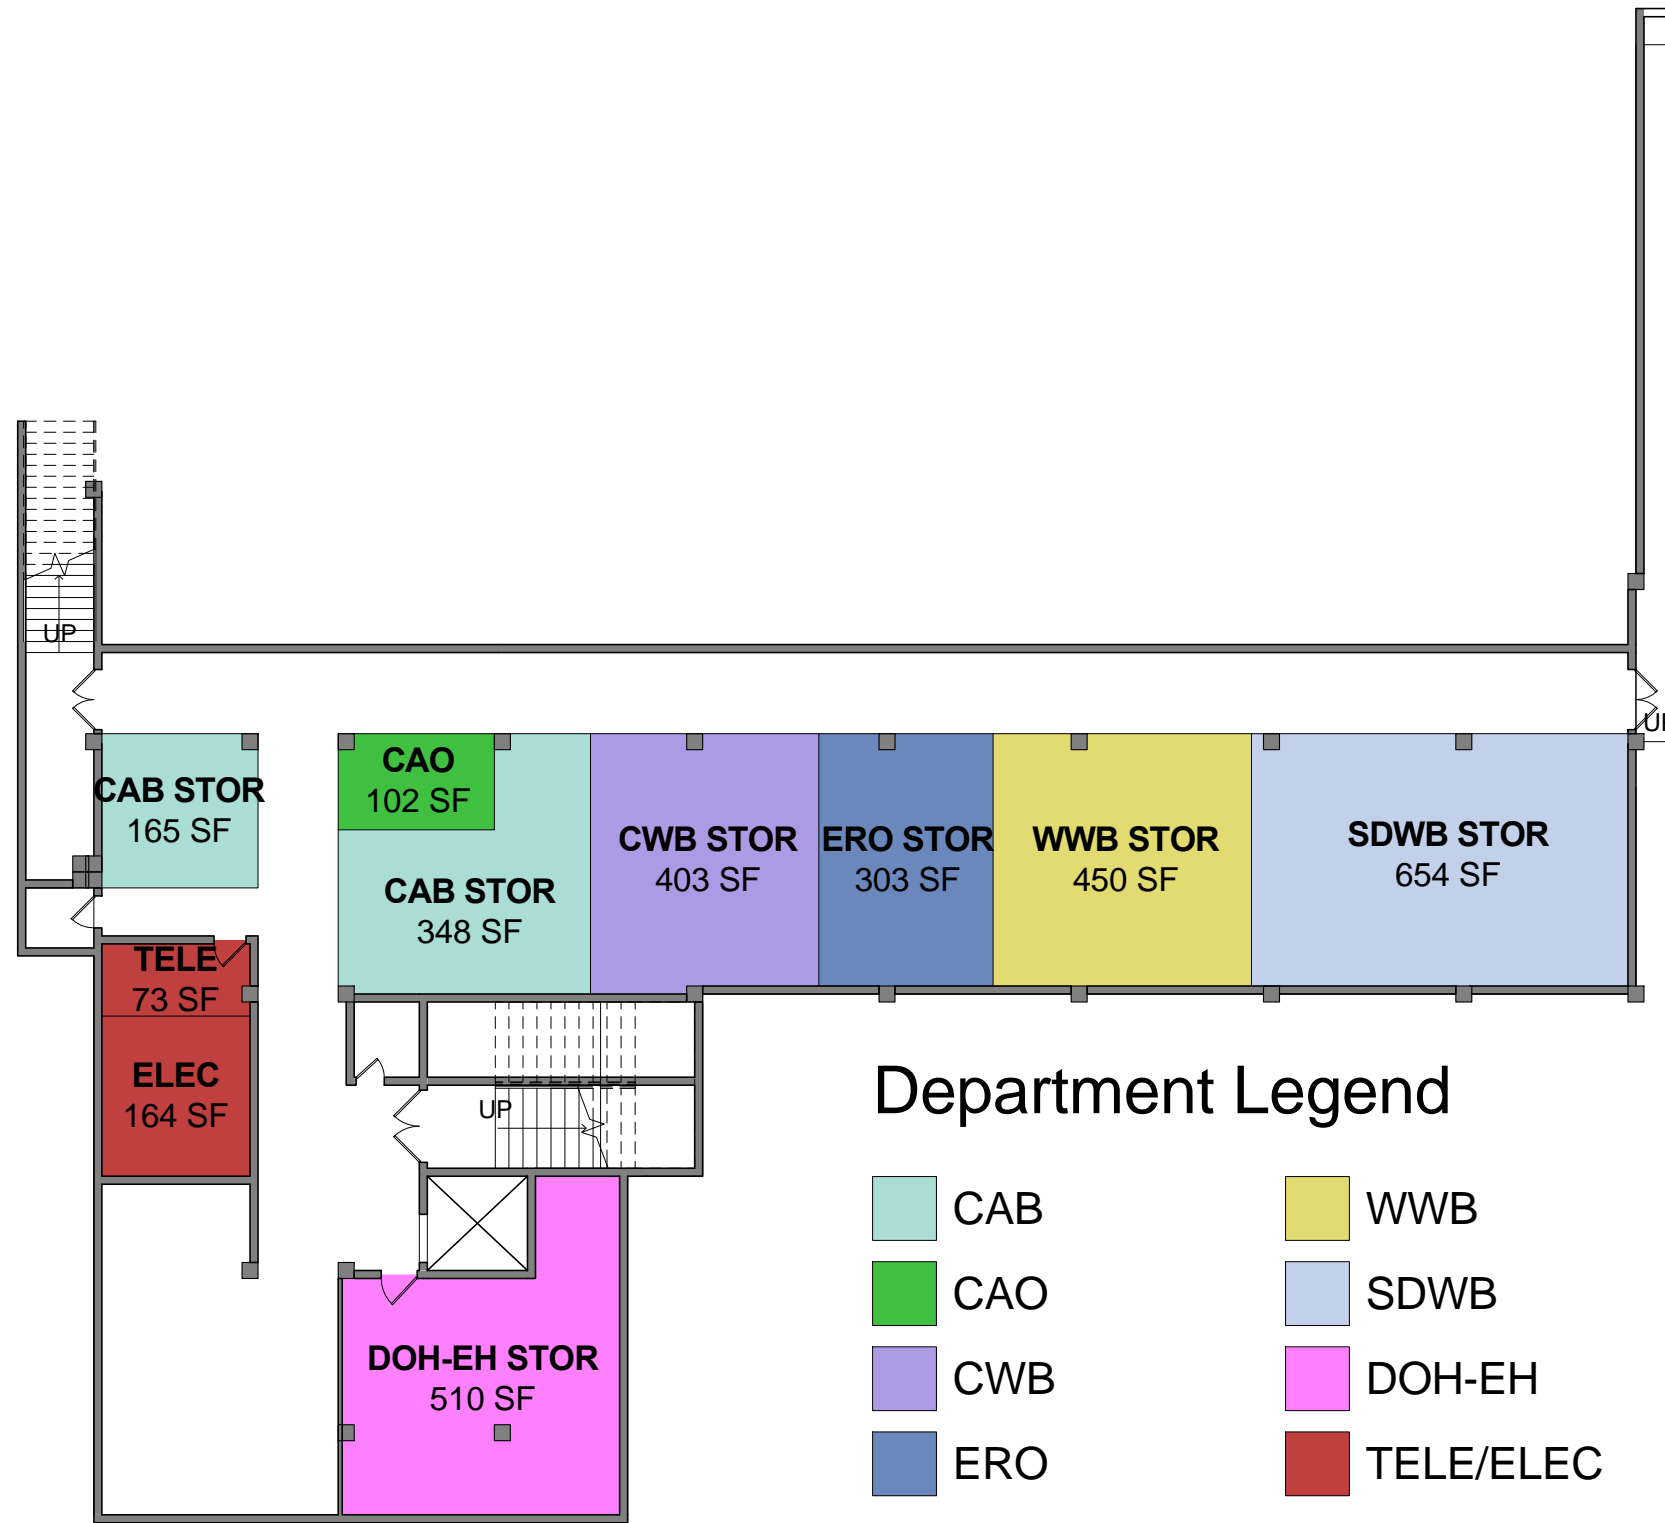 UP
UP
CAB STOR
165 SF
CAO
102 SF
CAB STOR
348 SF
CWB STOR
403 SF
ERO STOR
303 SF
WWB STOR
450 SF
SDWB STOR
654 SF
TELE
73 SF
ELEC
164 SF
UP
DOH-EH STOR
510 SF
Department Legend
CAB
CAO
CWB
ERO
WWB
SDWB
DOH-EH
TELE/ELEC